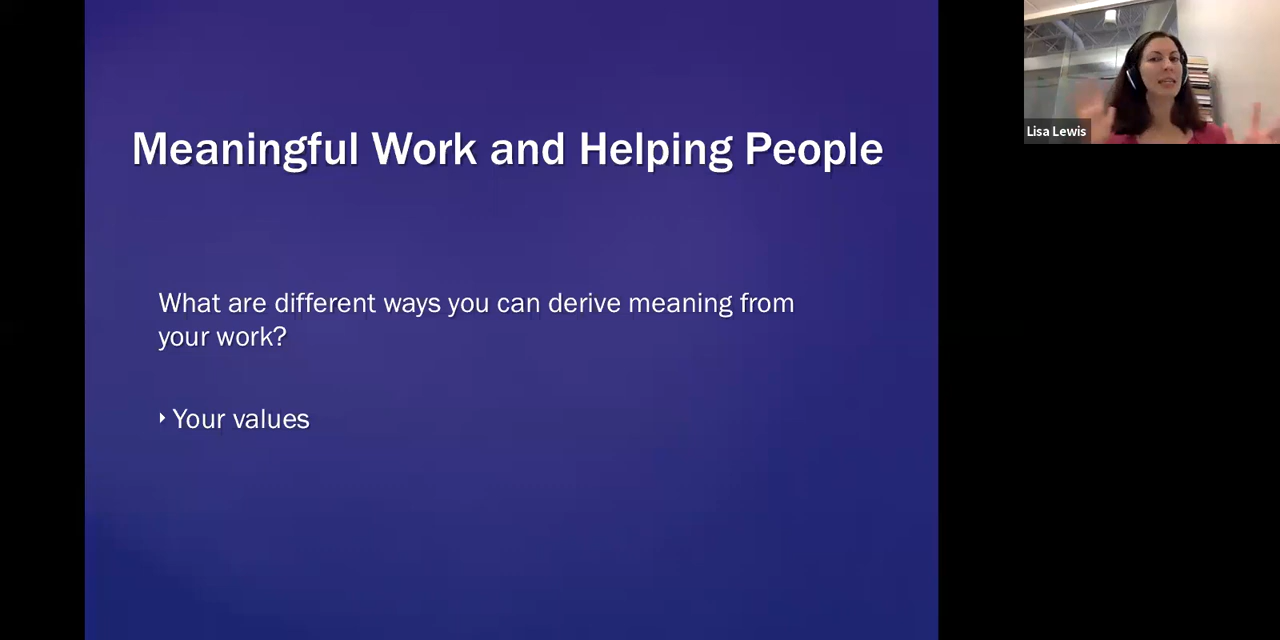 Meaningful Work and Helping People
What are different ways you can derive meaning from
your work?
Your values
Lisa Lewis